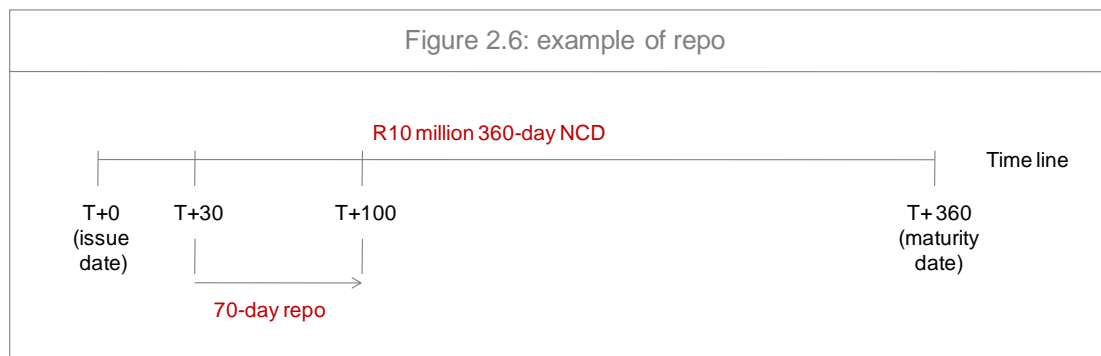 Figure 2.6: example of repo
R10 million 360-day NCD
Time line
T+0
(issue
date)
T+30
T+100
T+ 360
(maturity
date)
70-day repo